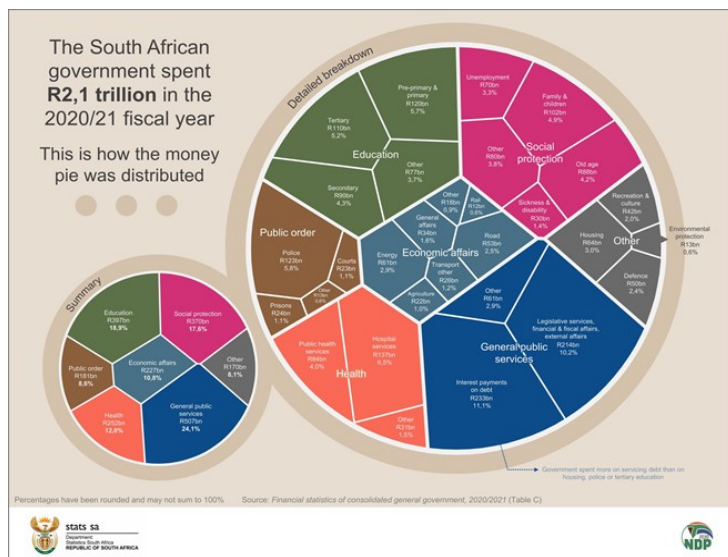 The South African
government spent
R2,1 trillion in the
2020/21 fiscal year
This is how the money
pie was distributed
Detailed breakdown
Pre-primary &
primary
R120bn
5,7%
Tertiary
R110bn
5,2%
Education
Other
R77bn
3,7%
Secondary
R90bn
4,3%
Unemployment
R70bn
3,3%
Family &
children
R102bn
4,9%
Social
protection
Other
R80bn
3,8%
Old age
R88bn
4,2%
Sickness &
disability
R30bn
1,4%
Recreation &
culture
R42bn
2,0%
Environmental
protection
R13bn
0,6%
Housing
R64bn
3,0%
Other
Defence
R50bn
2,4%
Public order
Police
R123bn
5,8%
Courts
R23bn
1,1%
Other
Prisons
R24bn
1,1%
Other
R18bn
0,9%
Rail
R12bn
0,6%
General
affairs
R34bn
1,6%
Economic affairs
Energy
R61bn
2,9%
Road
R53bn
2,5%
Transport
other
R26bn
1,2%
Agriculture
R22bn
1,0%
Other
R61bn
2,9%
Legislative services,
financial & fiscal affairs,
external affairs
R214bn
10,2%
General public
services
Interest payments
on debt
R233bn
11,1%
Public health
services
R84bn
4,0%
Hospital
services
R137bn
6,5%
Health
Other
R31bn
1,5%
Summary
Education
R397bn
18,9%
Social protection
R370bn
17,6%
Economic affairs
R227bn
10,8%
Other
R170bn
8,1%
Public order
R181bn
8,6%
Health
R252bn
12,0%
General public
services
R507bn
24,1%
Government spent more on servicing debt than on
housing, police or tertiary education
Percentages have been rounded and may not sum to 100%
Source: Financial statistics of consolidated general government, 2020/2021 (Table C)
stats sa
Department:
Statistics South Africa
REPUBLIC OF SOUTH AFRICA
NDP